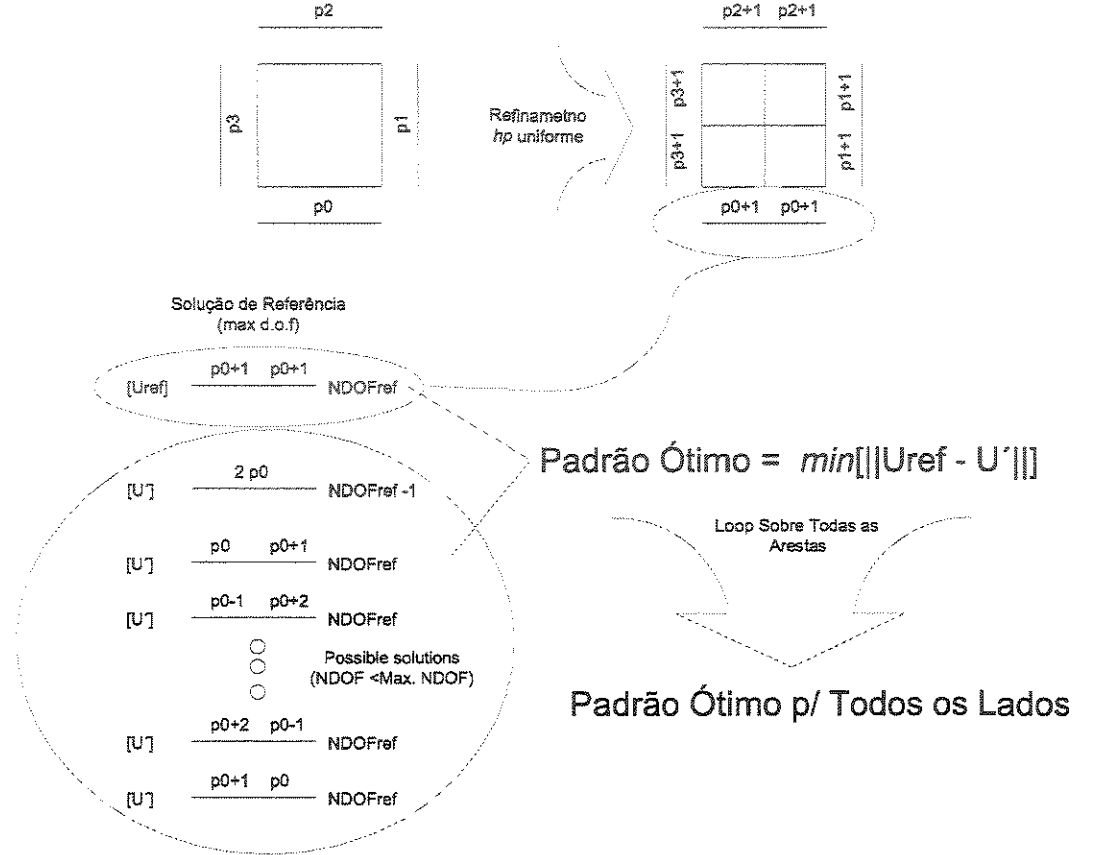 p2
p2+1 p2+1
p3
p1
p3+1
p3+1
p1+1
p1+1
Refinametno
hp uniforme
p0
p0+1 p0+1
Solução de Referência
(max d.o.f)
p0+1 p0+1
[Uref]
NDOFref
2 p0
[U´]
NDOFref -1
p0 p0+1
[U´]
NDOFref
p0-1 p0+2
[U´]
NDOFref
Possible solutions
(NDOF <Max. NDOF)
p0+2 p0-1
[U´]
NDOFref
p0+1 p0
[U´]
NDOFref
Padrão Ótimo = min[||Uref - U´||]
Loop Sobre Todas as
Arestas
Padrão Ótimo p/ Todos os Lados